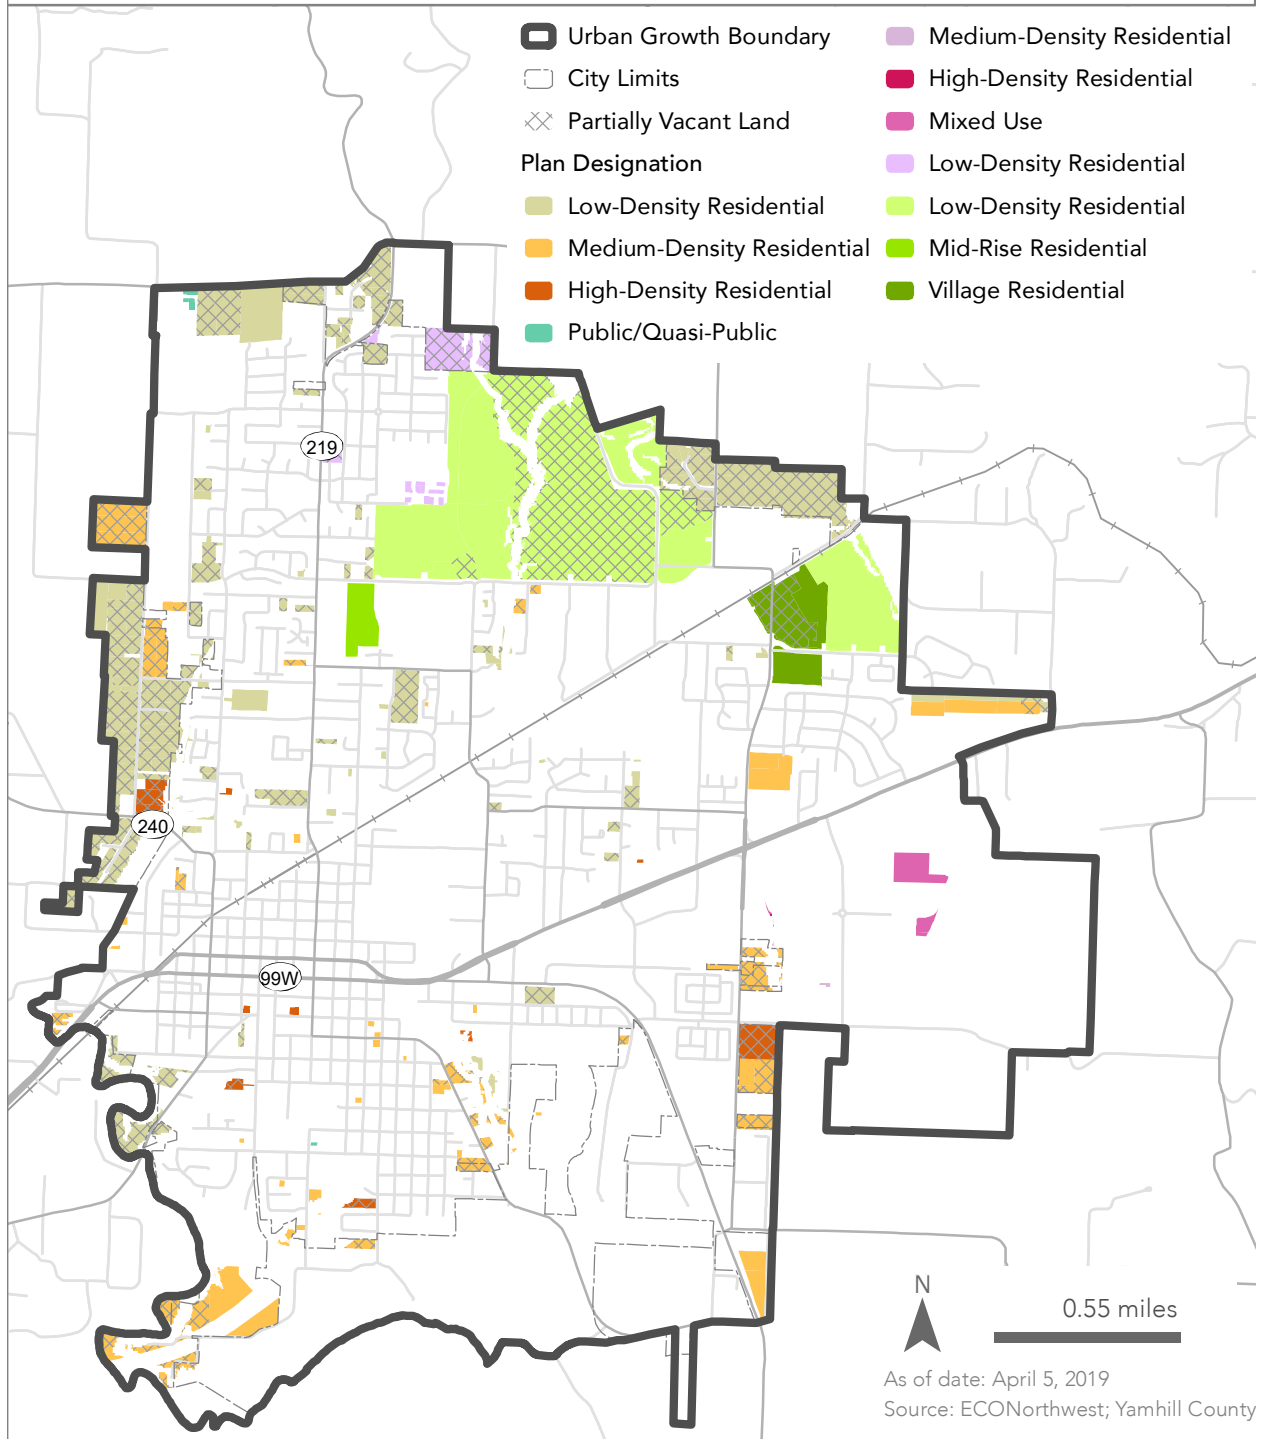 Urban Growth Boundary
City Limits
Partially Vacant Land
Plan Designation
Low-Density Residential
Medium-Density Residential
High-Density Residential
Public/Quasi-Public
Medium-Density Residential
High-Density Residential
Mixed Use
Low-Density Residential
Low-Density Residential
Mid-Rise Residential
Village Residential
219
240
99W
N
0.55 miles
As of date: April 5, 2019
Source: ECONorthwest; Yamhill County